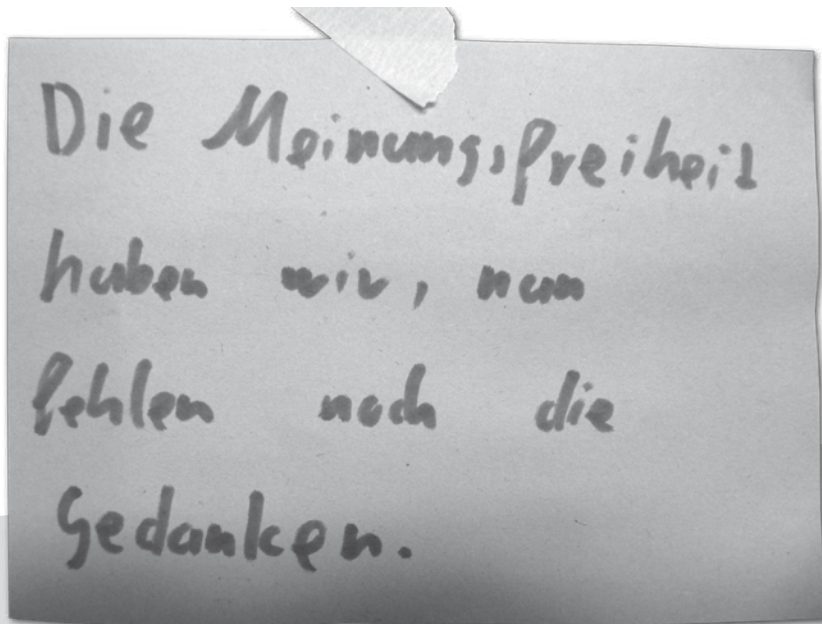 Die Meinungsfreiheit
haben wir, nun
fehlen noch die
Gedanken.